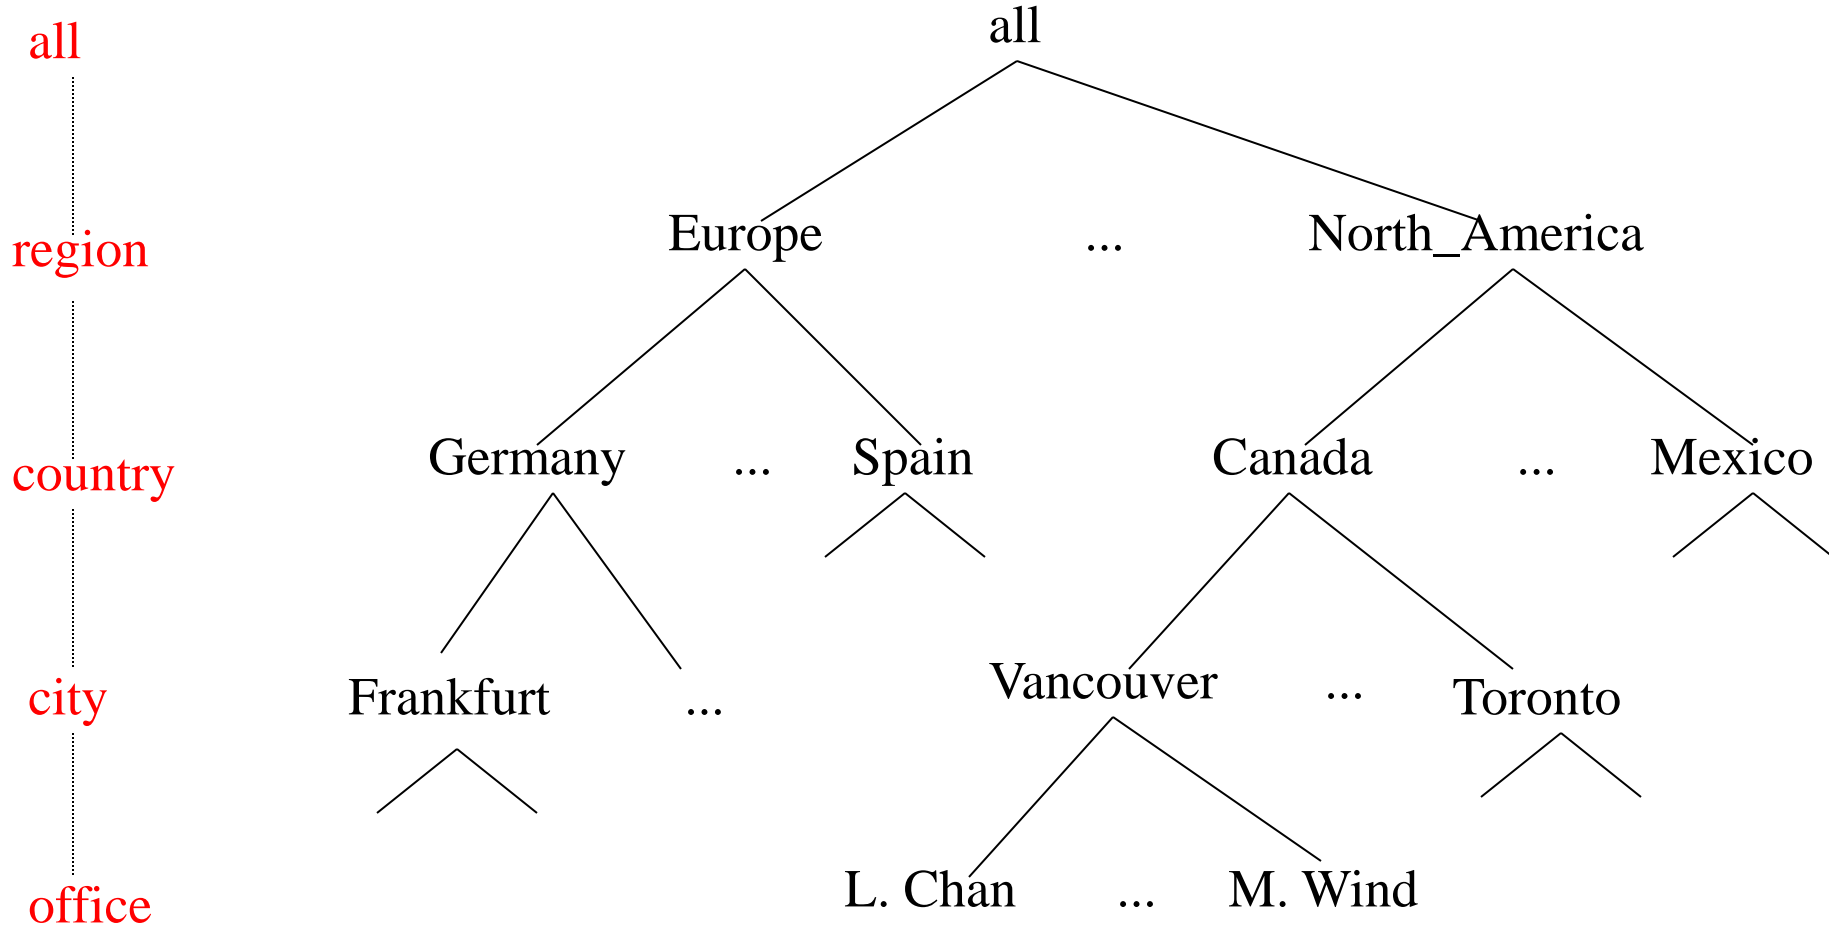 all
all
region
Europe ... North_America
country
Germany ... Spain Canada ... Mexico
city
Frankfurt ... Vancouver ... Toronto
office
L. Chan ... M. Wind